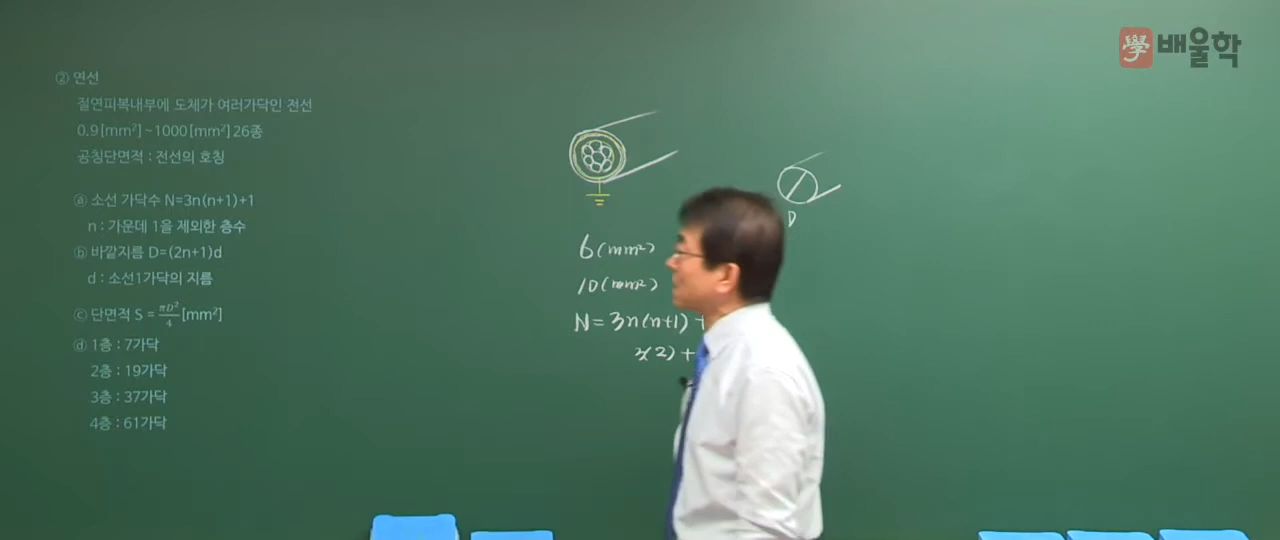 ② 연선
절연피복내부에 도체가 여러가닥인 전선
0.9[mm²] ~ 1000[mm²] 26종
공칭단면적 : 전선의 호칭
ⓐ 소선 가닥수 N=3n(n+1)+1
n : 가운데 1을 제외한 층수
ⓑ 바깥지름 D=(2n+1)d
d : 소선1가닥의 지름
ⓒ 단면적 S = πD²/4 [mm²]
ⓓ 1층 : 7가닥
2층 : 19가닥
3층 : 37가닥
4층 : 61가닥
D
6(mm²)
10(mm²)
N=3n(n+1) +
3(2) +
學 배울학